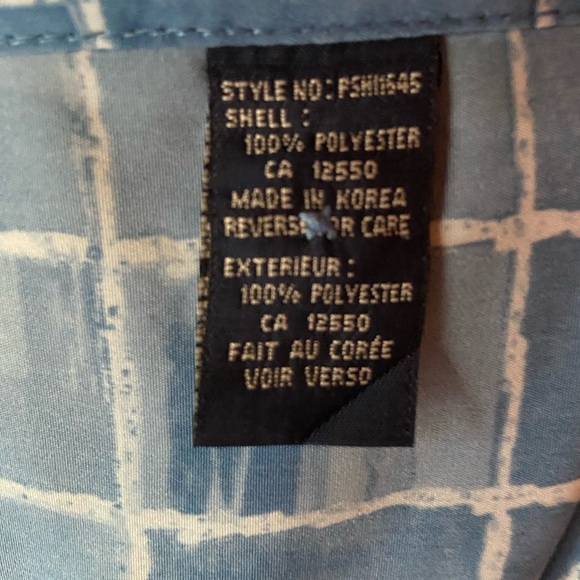 STYLE NO: PSH11645
SHELL :
100% POLYESTER
CA 12550
MADE IN KOREA
REVERSE FOR CARE
EXTERIEUR :
100% POLYESTER
CA 12550
FAIT AU CORÉE
VOIR VERSO